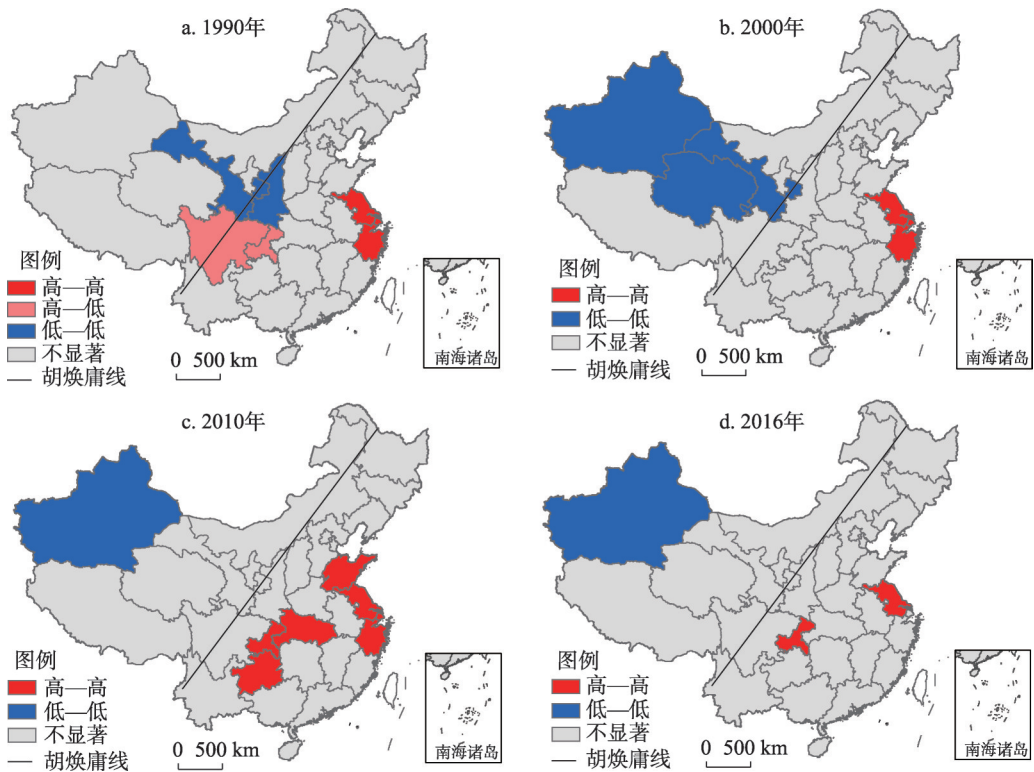 a. 1990年
图例
高—高
高—低
低—低
不显著
胡焕庸线
0 500 km
南海诸岛
b. 2000年
图例
高—高
低—低
不显著
胡焕庸线
0 500 km
南海诸岛
c. 2010年
图例
高—高
低—低
不显著
胡焕庸线
0 500 km
南海诸岛
d. 2016年
图例
高—高
低—低
不显著
胡焕庸线
0 500 km
南海诸岛